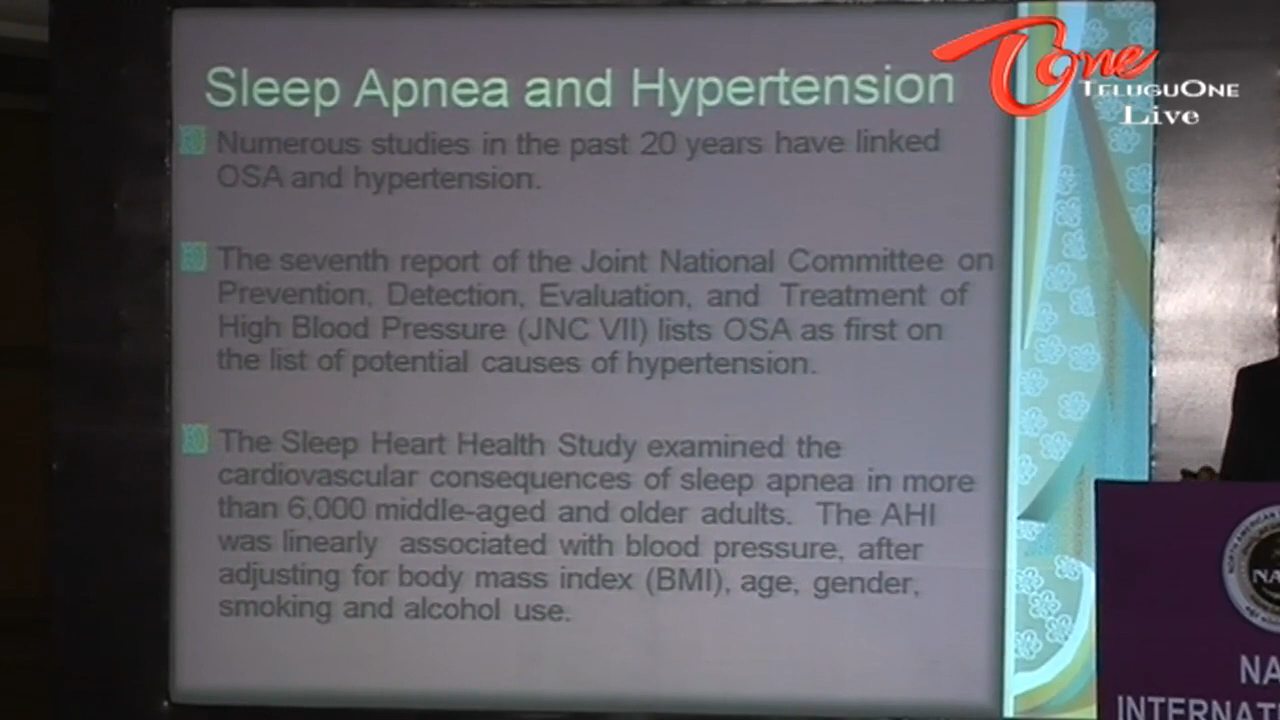 Sleep Apnea and Hypertension
Numerous studies in the past 20 years have linked
OSA and hypertension.
The seventh report of the Joint National Committee on
Prevention, Detection, Evaluation, and Treatment of
High Blood Pressure (JNC VII) lists OSA as first on
the list of potential causes of hypertension.
The Sleep Heart Health Study examined the
cardiovascular consequences of sleep apnea in more
than 6,000 middle-aged and older adults. The AHI
was linearly associated with blood pressure, after
adjusting for body mass index (BMI), age, gender,
smoking and alcohol use.
Tone
TELUGUONE
Live
NA
NA
INTERNAT